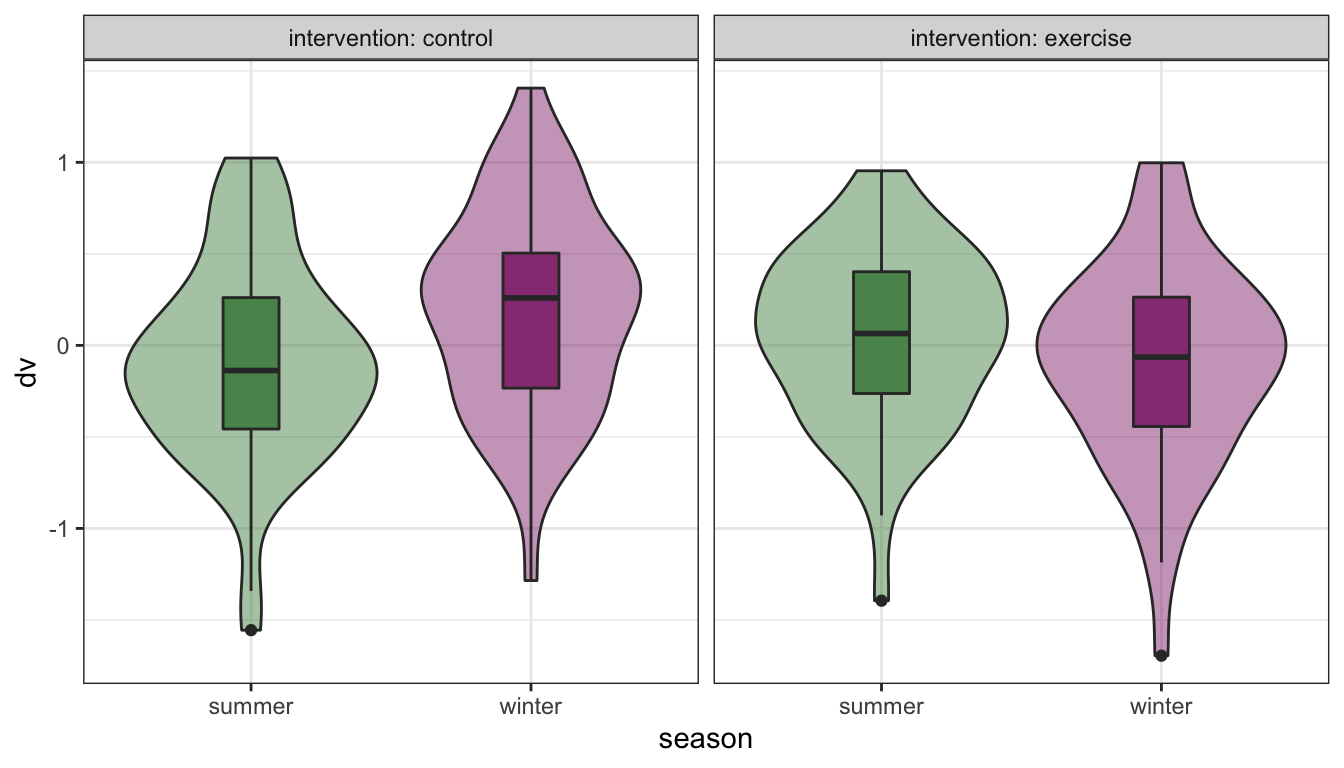 intervention: control
intervention: exercise
1
0
-1
dv
summer
winter
summer
winter
season